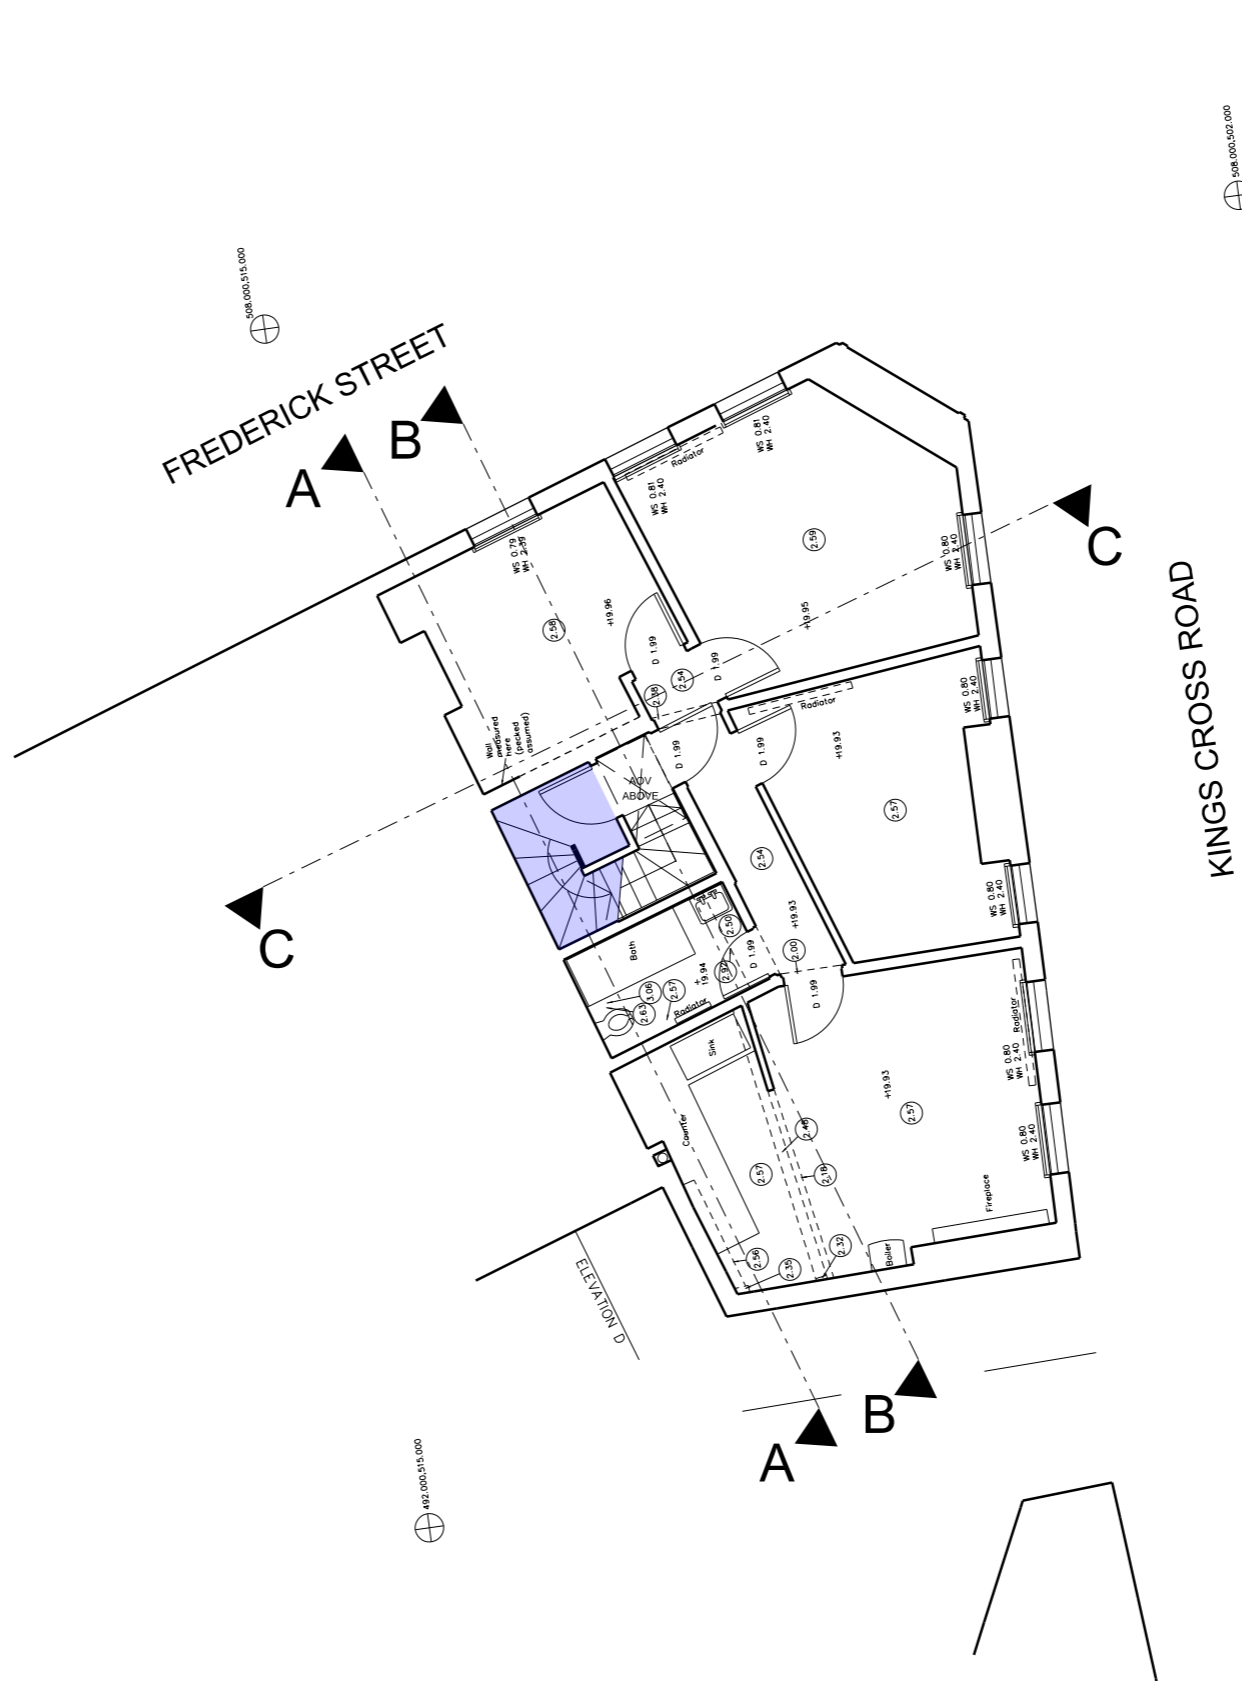 508.000,502.000
508.000,515.000
FREDERICK STREET
B
A
C
KINGS CROSS ROAD
WS 0.81
WH 2.40
Radiator
WS 0.81
WH 2.40
2.59
WS 0.80
WH 2.40
WS 0.79
WH 2.39
+19.96
2.58
+19.95
D 1.99
2.54
D 1.99
2.38
WS 0.80
WH 2.40
Radiator
Wall
measured
here
(pecked
assumed)
D 1.99
D 1.99
+19.93
AOV
ABOVE
2.57
2.54
WS 0.80
WH 2.40
+19.93
C
Bath
2.50
D 1.99
2.00
2.92
+19.94
3.06
2.57
2.63
Radiator
D 1.99
Radiator
Sink
WS 0.80
WH 2.40
+19.93
2.57
Counter
2.48
WS 0.80
WH 2.40
2.57
2.18
Fireplace
2.32
Boiler
2.56
2.35
ELEVATION D
B
A
492.000,515.000